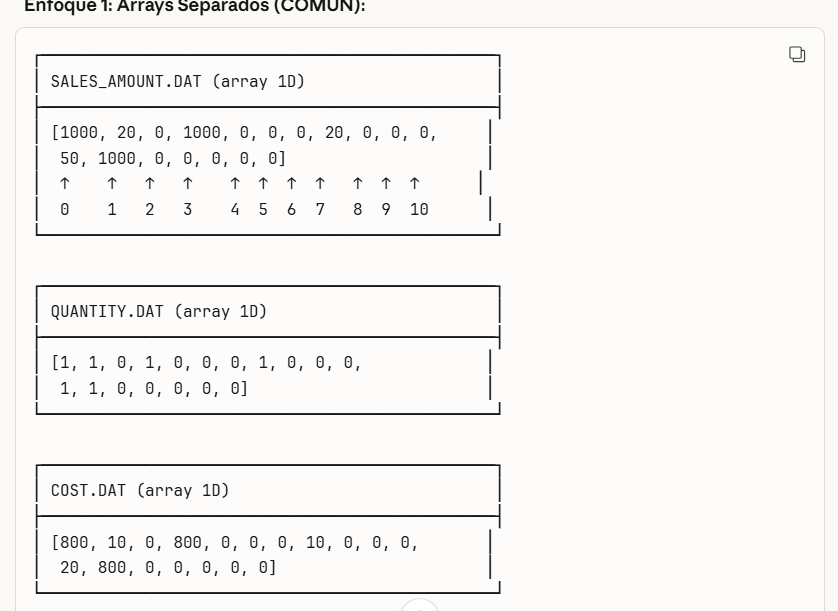 Enfoque 1: Arrays Separados (COMÚN):
SALES_AMOUNT.DAT (array 1D)
[1000, 20, 0, 1000, 0, 0, 0, 20, 0, 0, 0,
50, 1000, 0, 0, 0, 0, 0]
↑ ↑ ↑ ↑ ↑ ↑ ↑ ↑ ↑ ↑ ↑
0 1 2 3 4 5 6 7 8 9 10
QUANTITY.DAT (array 1D)
[1, 1, 0, 1, 0, 0, 0, 1, 0, 0, 0,
1, 1, 0, 0, 0, 0, 0]
COST.DAT (array 1D)
[800, 10, 0, 800, 0, 0, 0, 10, 0, 0, 0,
20, 800, 0, 0, 0, 0, 0]